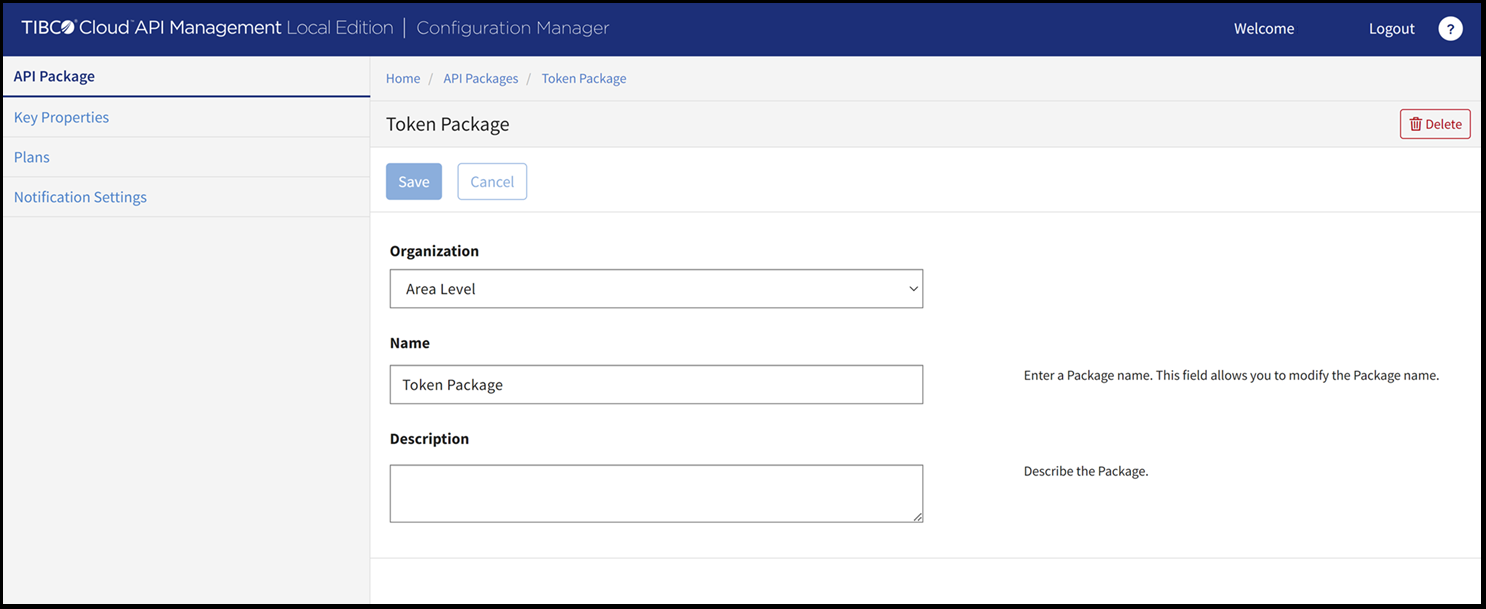 TIBCO Cloud™ API Management Local Edition | Configuration Manager
Welcome
Logout
?
API Package
Key Properties
Plans
Notification Settings
Home / API Packages / Token Package
Token Package
Delete
Save
Cancel
Organization
Area Level
Name
Token Package
Enter a Package name. This field allows you to modify the Package name.
Description
Describe the Package.